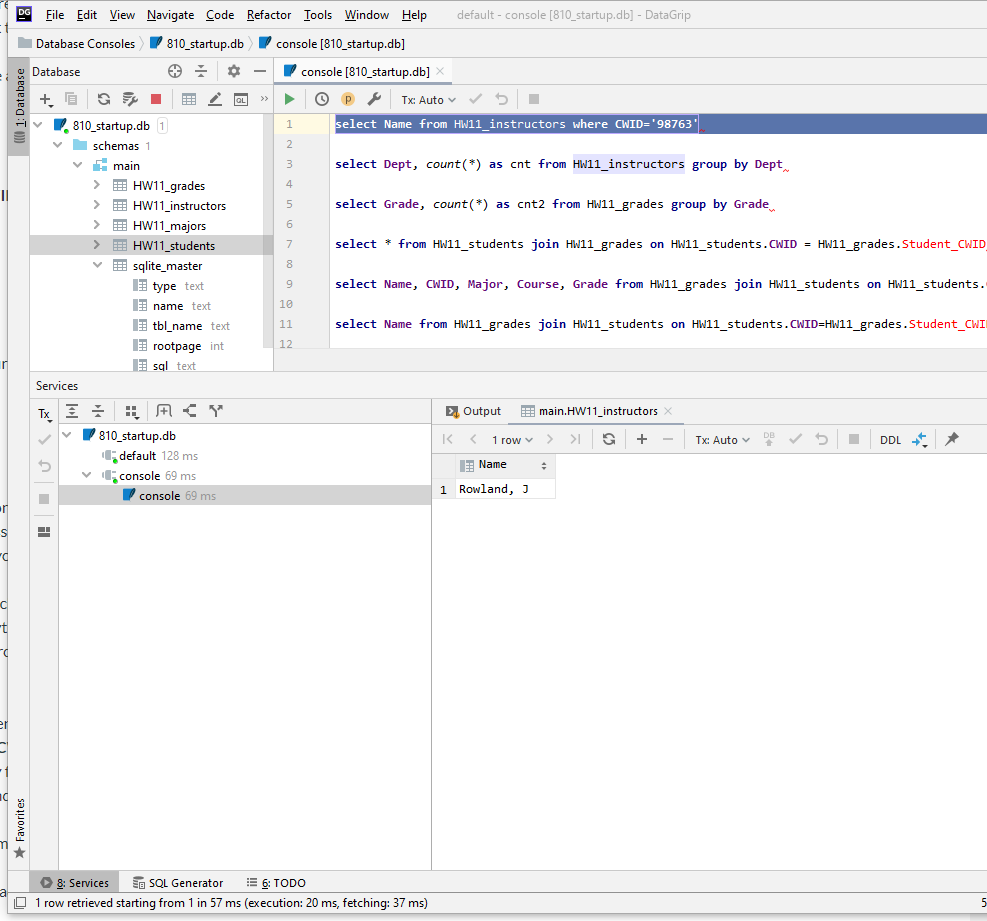 DG File Edit View Navigate Code Refactor Tools Window Help default - console [810_startup.db] - DataGrip
Database Consoles 810_startup.db console [810_startup.db]
1: Database
Database
console [810_startup.db]
Tx: Auto
810_startup.db 1
schemas 1
main
HW11_grades
HW11_instructors
HW11_majors
HW11_students
sqlite_master
type text
name text
tbl_name text
rootpage int
sql text
1 select Name from HW11_instructors where CWID='98763'
2
3 select Dept, count(*) as cnt from HW11_instructors group by Dept
4
5 select Grade, count(*) as cnt2 from HW11_grades group by Grade
6
7 select * from HW11_students join HW11_grades on HW11_students.CWID = HW11_grades.Student_CWID
8
9 select Name, CWID, Major, Course, Grade from HW11_grades join HW11_students on HW11_students.
10
11 select Name from HW11_grades join HW11_students on HW11_students.CWID=HW11_grades.Student_CWI
12
Services
Tx
810_startup.db
default 128 ms
console 69 ms
console 69 ms
Output main.HW11_instructors
1 row Tx: Auto DB DDL
Name
1 Rowland, J
Favorites
8: Services SQL Generator 6: TODO
1 row retrieved starting from 1 in 57 ms (execution: 20 ms, fetching: 37 ms) 5